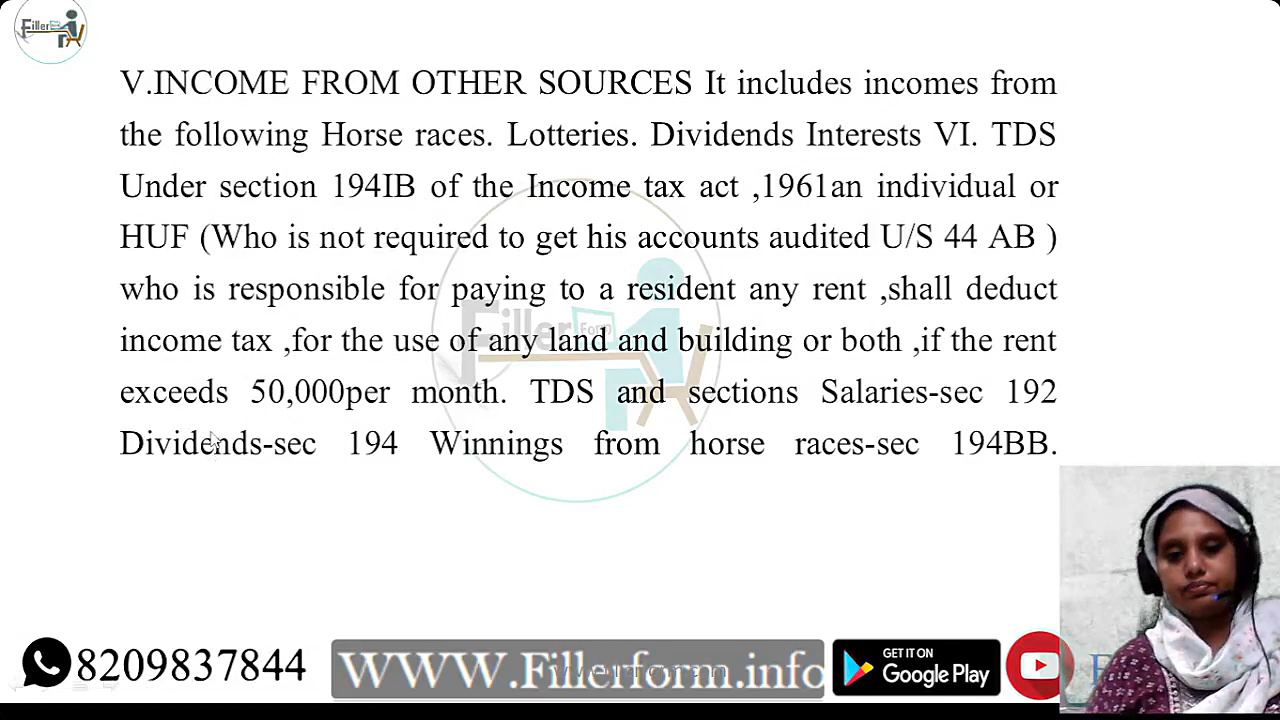 Filler
V.INCOME FROM OTHER SOURCES It includes incomes from
the following Horse races. Lotteries. Dividends Interests VI. TDS
Under section 194IB of the Income tax act ,1961an individual or
HUF (Who is not required to get his accounts audited U/S 44 AB )
who is responsible for paying to a resident any rent ,shall deduct
income tax ,for the use of any land and building or both ,if the rent
exceeds 50,000per month. TDS and sections Salaries-sec 192
Dividends-sec 194 Winnings from horse races-sec 194BB.
Filler Form
8209837844
WWW.Fillerform.info
GET IT ON
Google Play